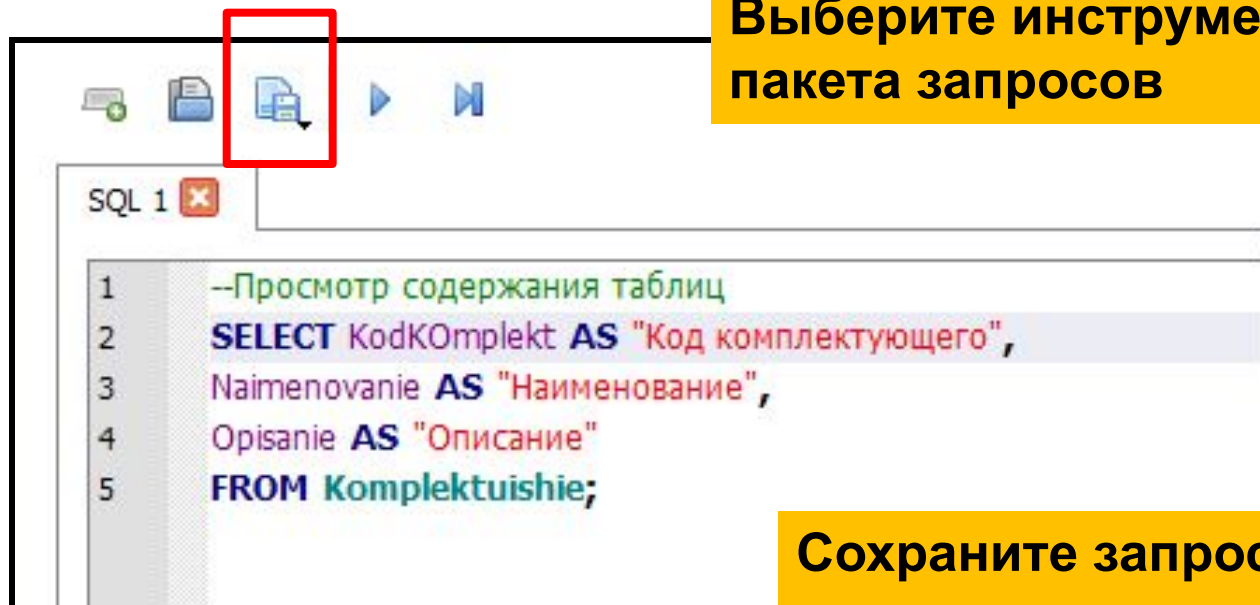 Выберите инструме
пакета запросов
SQL 1
1 --Просмотр содержания таблиц
2 SELECT KodKOmplekt AS "Код комплектующего",
3 Naimenovanie AS "Наименование",
4 Opisanie AS "Описание"
5 FROM Komplektuishie;
Сохраните запрос